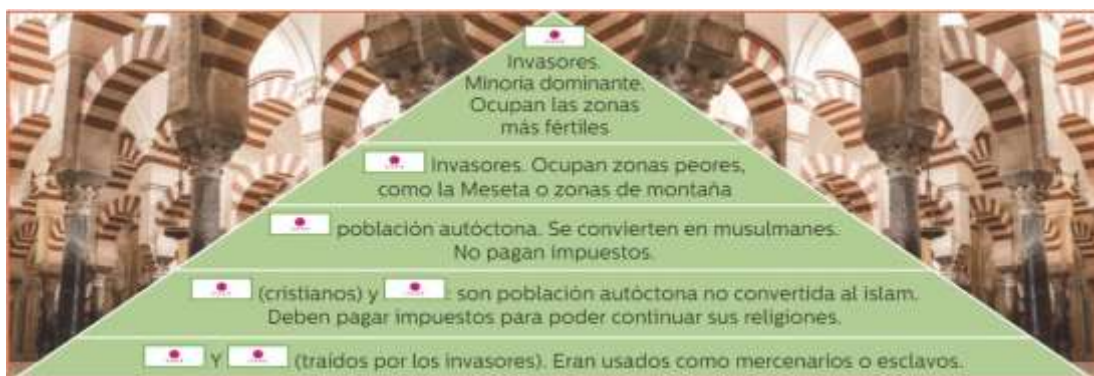 Invasores.
Minoría dominante.
Ocupan las zonas
más fértiles
Invasores. Ocupan zonas peores,
como la Meseta o zonas de montaña
población autóctona. Se convierten en musulmanes.
No pagan impuestos.
(cristianos) y : son población autóctona no convertida al islam.
Deben pagar impuestos para poder continuar sus religiones.
Y (traídos por los invasores). Eran usados como mercenarios o esclavos.